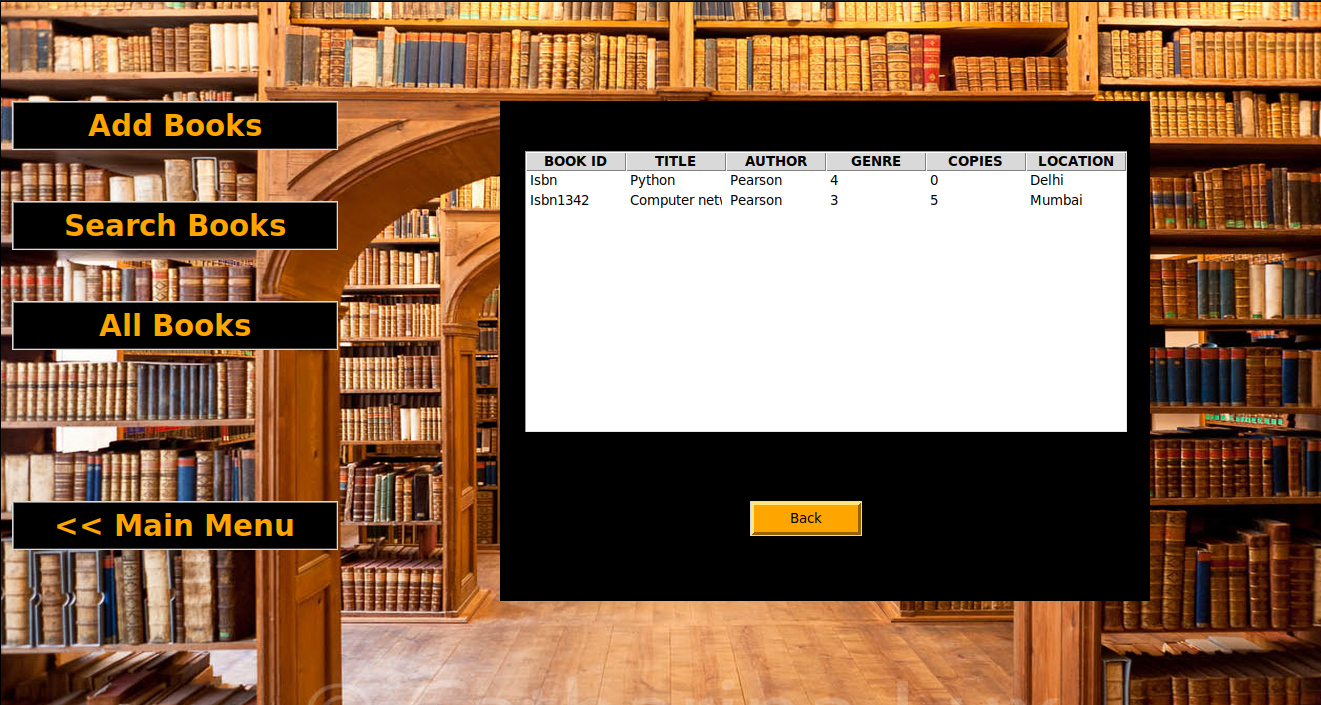 Add Books
Search Books
All Books
<< Main Menu
BOOK ID TITLE AUTHOR GENRE COPIES LOCATION
Isbn Python Pearson 4 0 Delhi
Isbn1342 Computer Pearson 3 5 Mumbai
Back